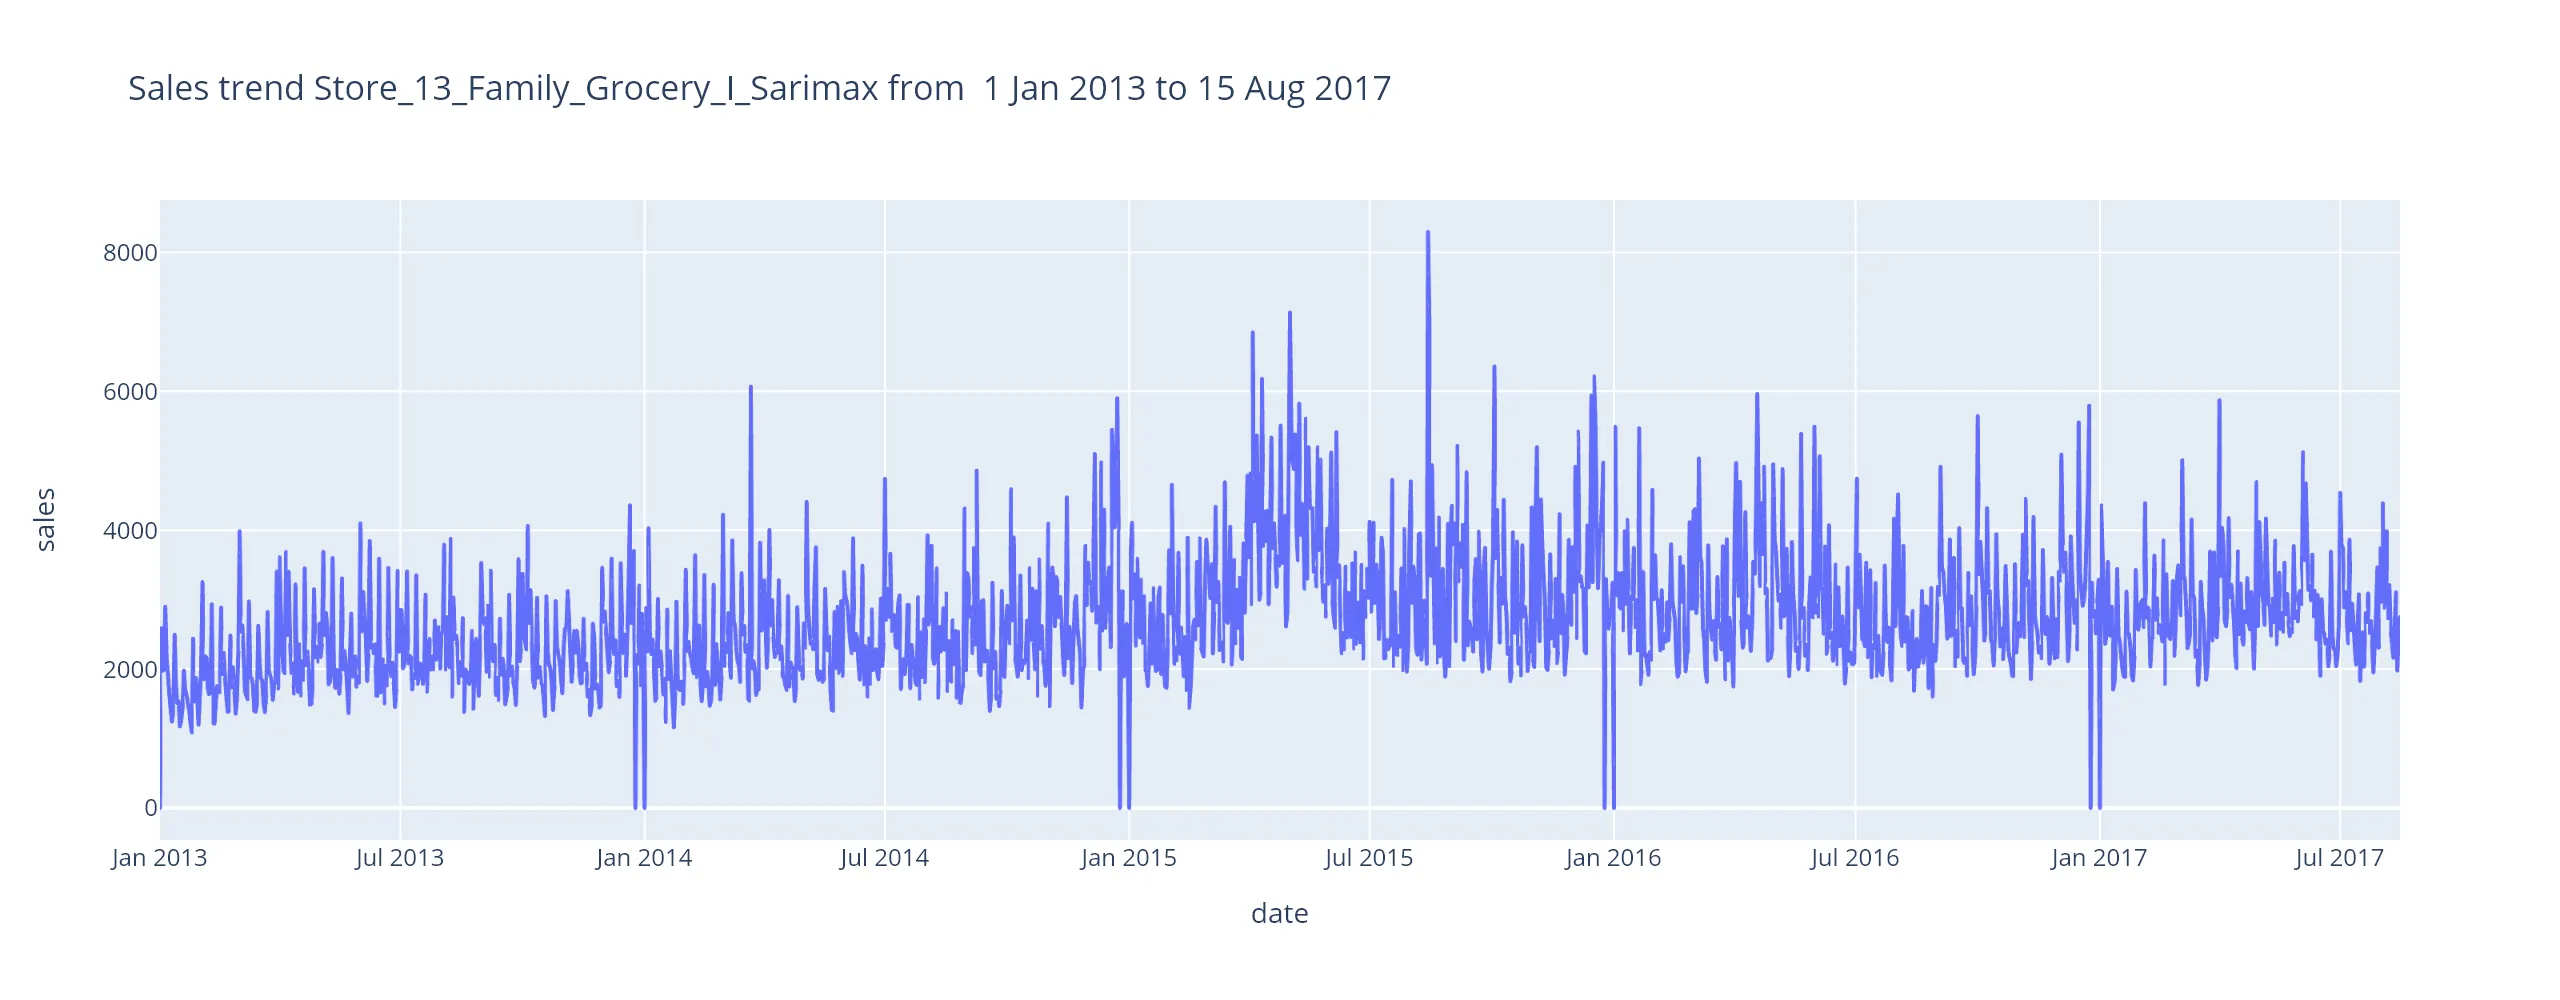 Sales trend Store_13_Family_Grocery_I_Sarimax from  1 Jan 2013 to 15 Aug 2017
8000
6000
4000
2000
0
sales
Jan 2013 Jul 2013 Jan 2014 Jul 2014 Jan 2015 Jul 2015 Jan 2016 Jul 2016 Jan 2017 Jul 2017
date